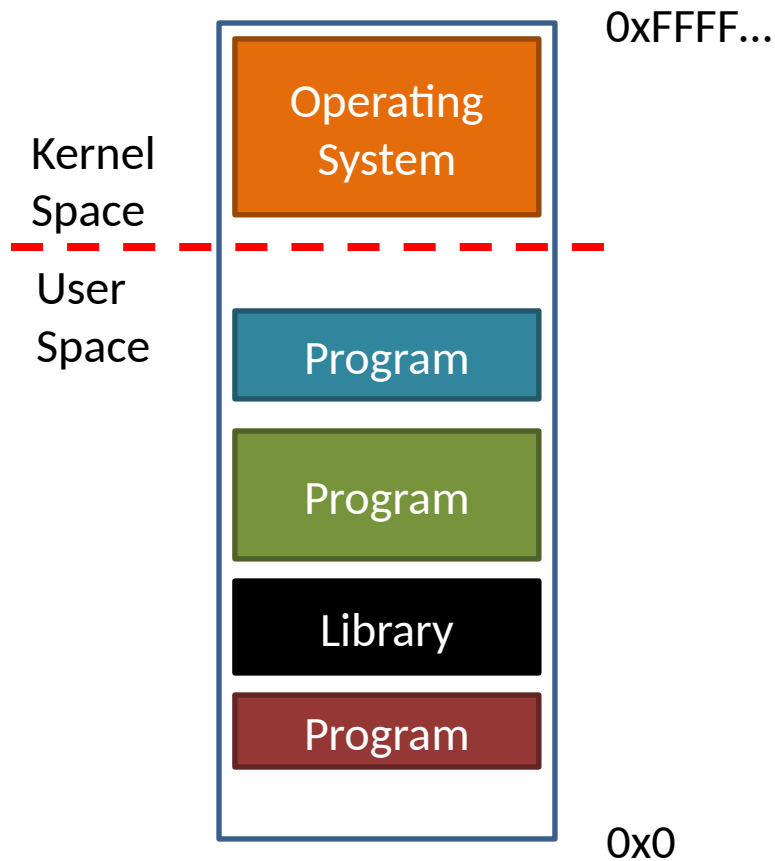 0xFFFF...
Operating
System
Kernel
Space
User
Space
Program
Program
Library
Program
0x0